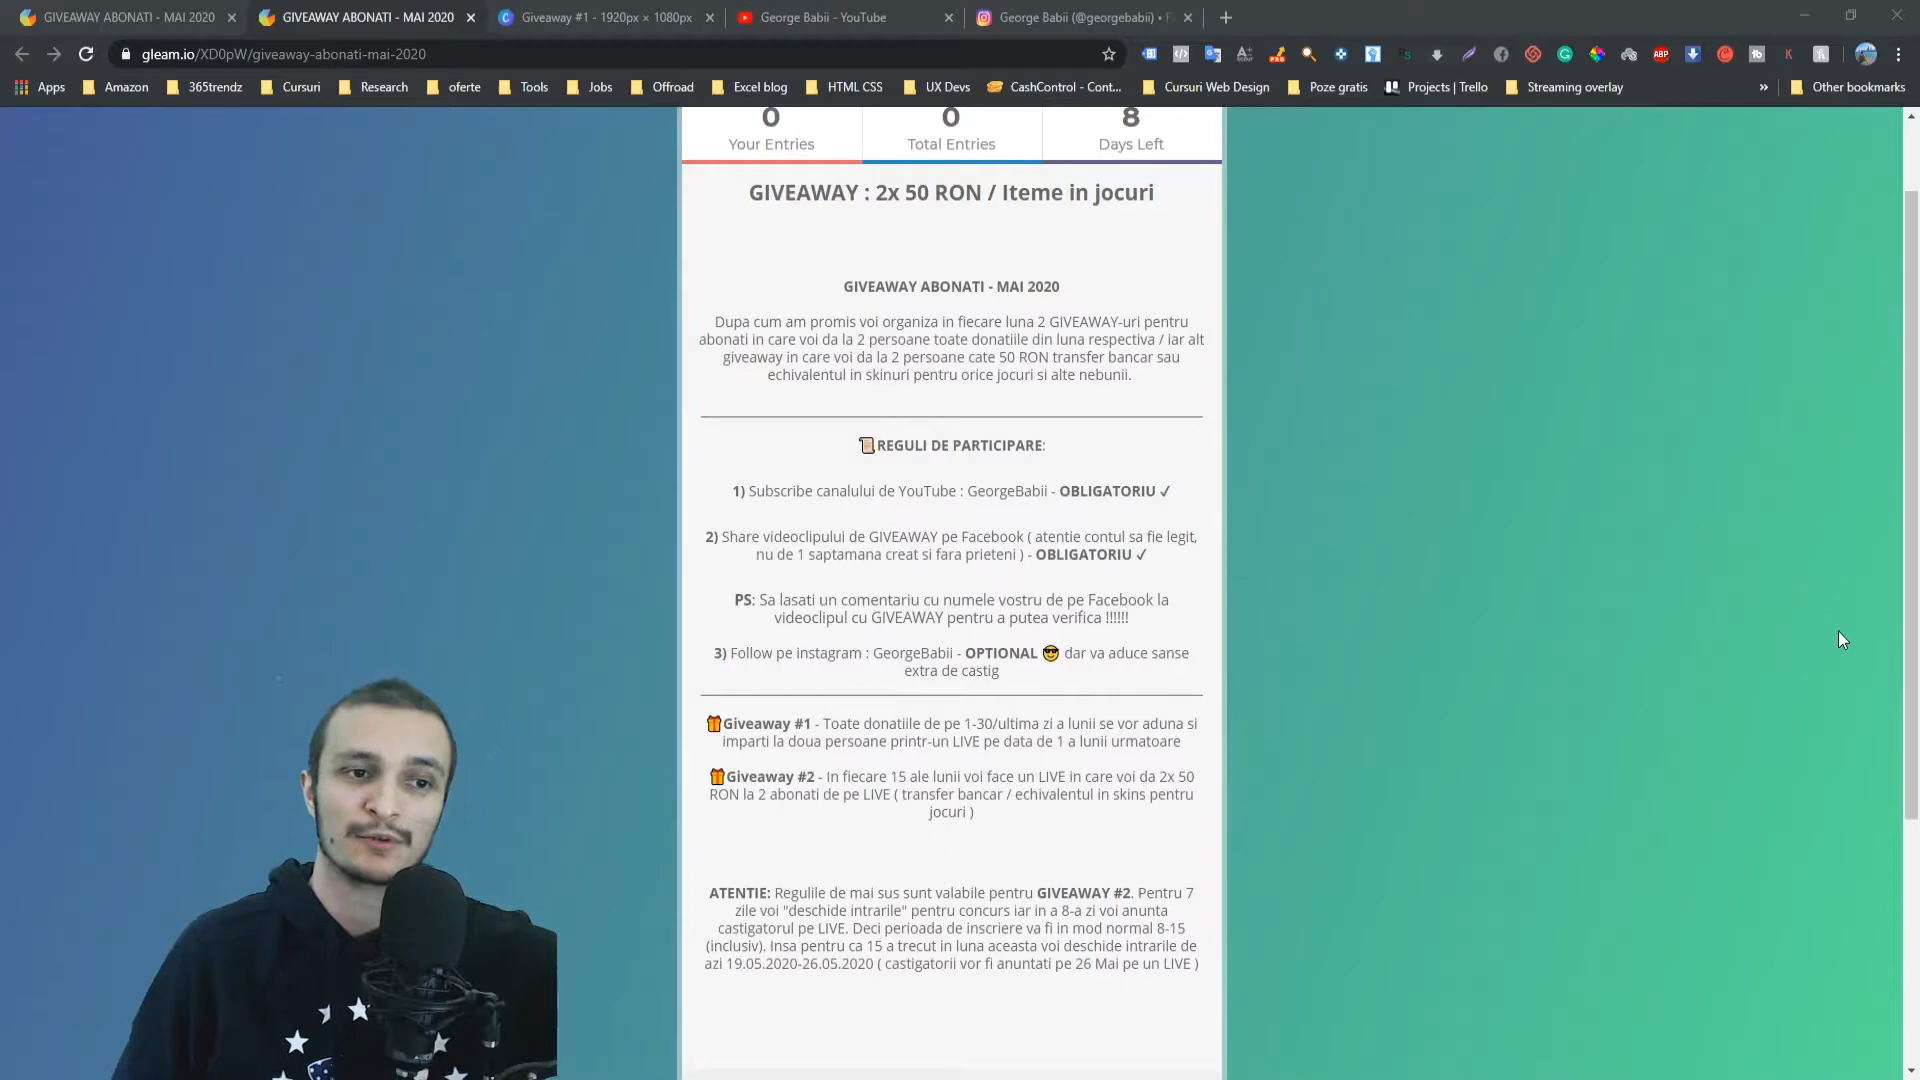 GIVEAWAY ABONATI - MAI 2020
GIVEAWAY ABONATI - MAI 2020
Giveaway #1 - 1920px × 1080px
George Babii - YouTube
George Babii (@georgebabii) •
gleam.io/XD0pW/giveaway-abonati-mai-2020
Apps Amazon 365trendz Cursuri Research oferte Tools Jobs Offroad Excel blog HTML CSS UX Devs CashControl - Cont... Cursuri Web Design Poze gratis Projects | Trello Streaming overlay » Other bookmarks
0 0 8
Your Entries Total Entries Days Left
GIVEAWAY : 2x 50 RON / Iteme in jocuri
GIVEAWAY ABONATI - MAI 2020
Dupa cum am promis voi organiza in fiecare luna 2 GIVEAWAY-uri pentru
abonati in care voi da la 2 persoane toate donatiile din luna respectiva / iar alt
giveaway in care voi da la 2 persoane cate 50 RON transfer bancar sau
echivalentul in skinuri pentru orice jocuri si alte nebunii.
📜REGULI DE PARTICIPARE:
1) Subscribe canalului de YouTube : GeorgeBabii - OBLIGATORIU ✓
2) Share videoclipului de GIVEAWAY pe Facebook ( atentie contul sa fie legit,
nu de 1 saptamana creat si fara prieteni ) - OBLIGATORIU ✓
PS: Sa lasati un comentariu cu numele vostru de pe Facebook la
videoclipul cu GIVEAWAY pentru a putea verifica !!!!!!
3) Follow pe instagram : GeorgeBabii - OPTIONAL 😎 dar va aduce sanse
extra de castig
🎁Giveaway #1 - Toate donatiile de pe 1-30/ultima zi a lunii se vor aduna si
imparti la doua persoane printr-un LIVE pe data de 1 a lunii urmatoare
🎁Giveaway #2 - In fiecare 15 ale lunii voi face un LIVE in care voi da 2x 50
RON la 2 abonati de pe LIVE ( transfer bancar / echivalentul in skins pentru
jocuri )
ATENTIE: Regulile de mai sus sunt valabile pentru GIVEAWAY #2. Pentru 7
zile voi "deschide intrarile" pentru concurs iar in a 8-a zi voi anunta
castigatorul pe LIVE. Deci perioada de inscriere va fi in mod normal 8-15
(inclusiv). Insa pentru ca 15 a trecut in luna aceasta voi deschide intrarile de
azi 19.05.2020-26.05.2020 ( castigatorii vor fi anuntati pe 26 Mai pe un LIVE )